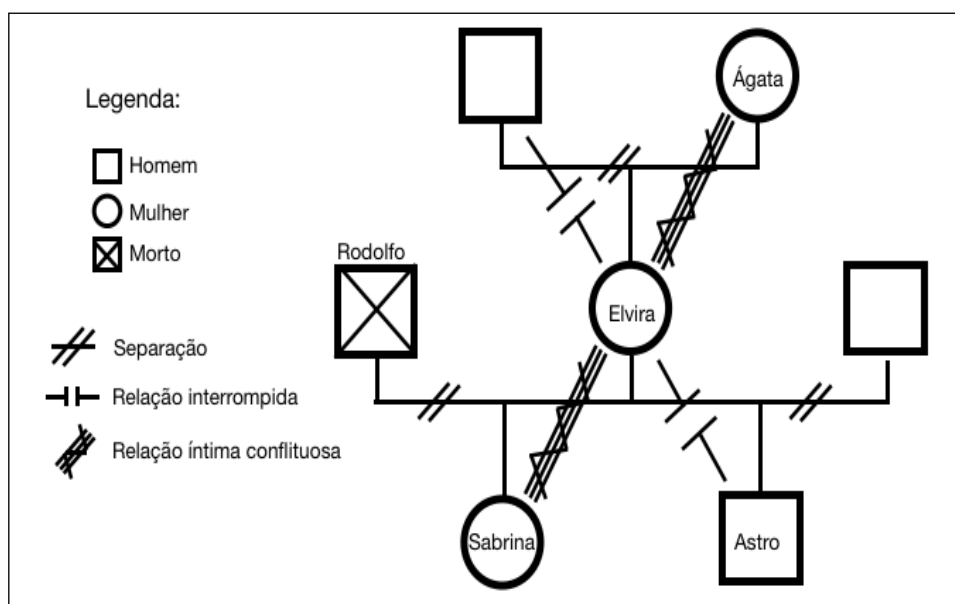 Legenda:
Homem
Mulher
Morto
Separação
Relação interrompida
Relação íntima conflituosa
Ágata
Rodolfo
Elvira
Sabrina
Astro